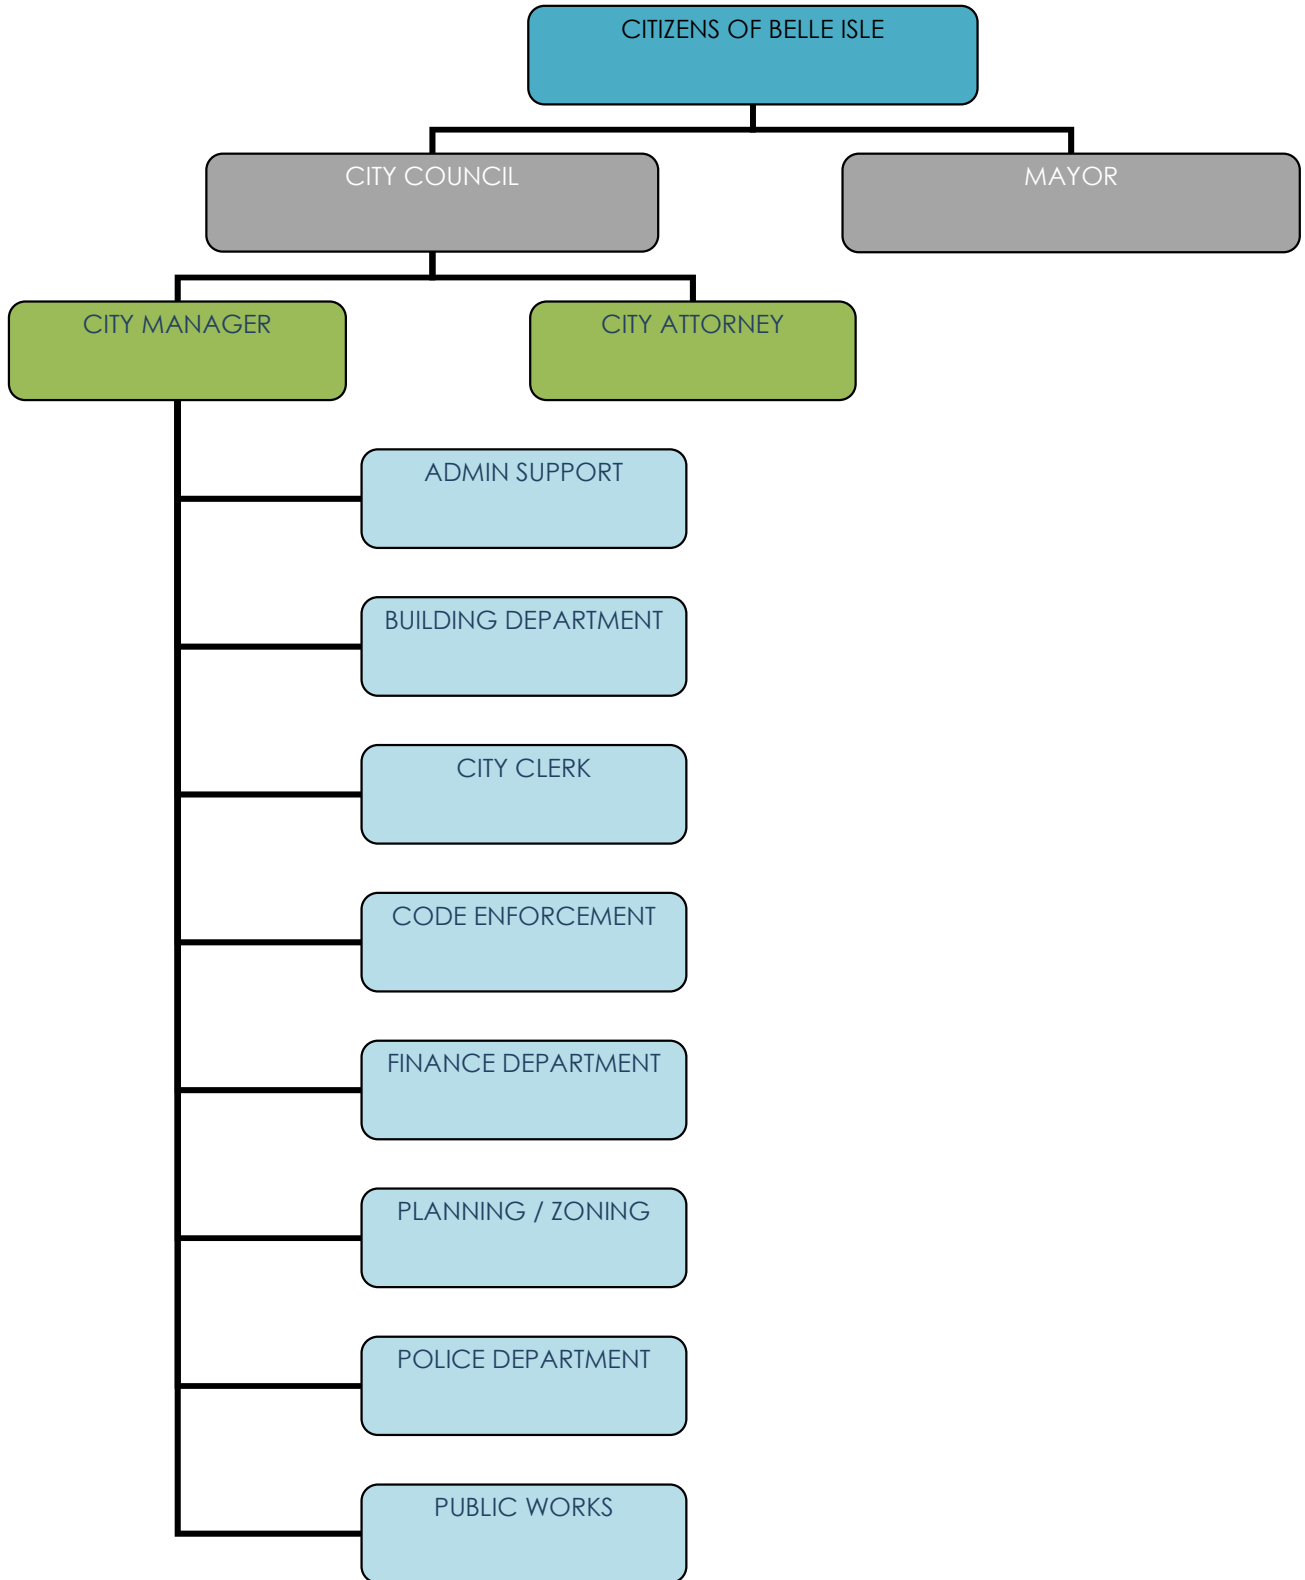 CITIZENS OF BELLE ISLE
CITY COUNCIL
MAYOR
CITY MANAGER
CITY ATTORNEY
ADMIN SUPPORT
BUILDING DEPARTMENT
CITY CLERK
CODE ENFORCEMENT
FINANCE DEPARTMENT
PLANNING / ZONING
POLICE DEPARTMENT
PUBLIC WORKS